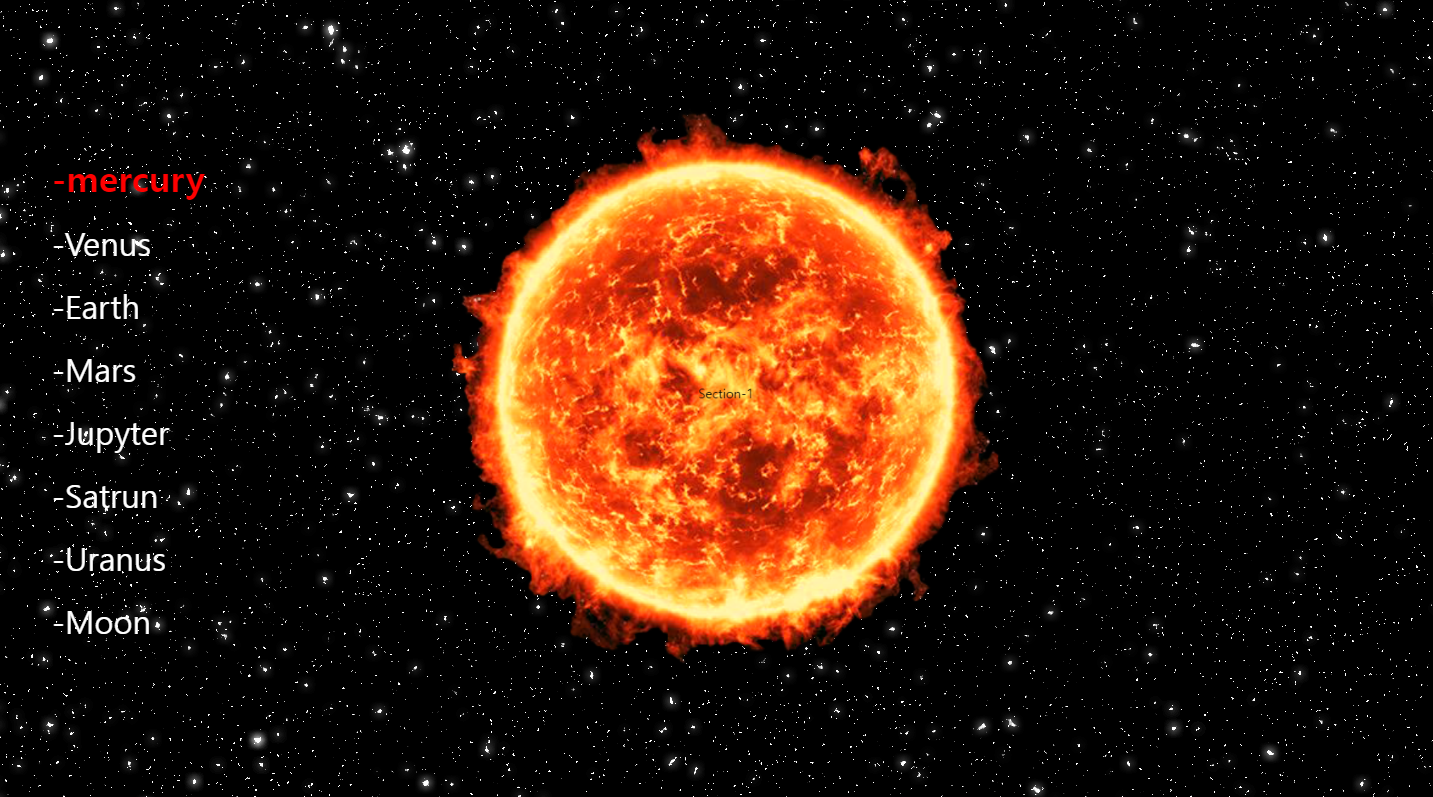 -mercury
-Venus
-Earth
-Mars
-Jupyter
-Satrun
-Uranus
-Moon
Section-1